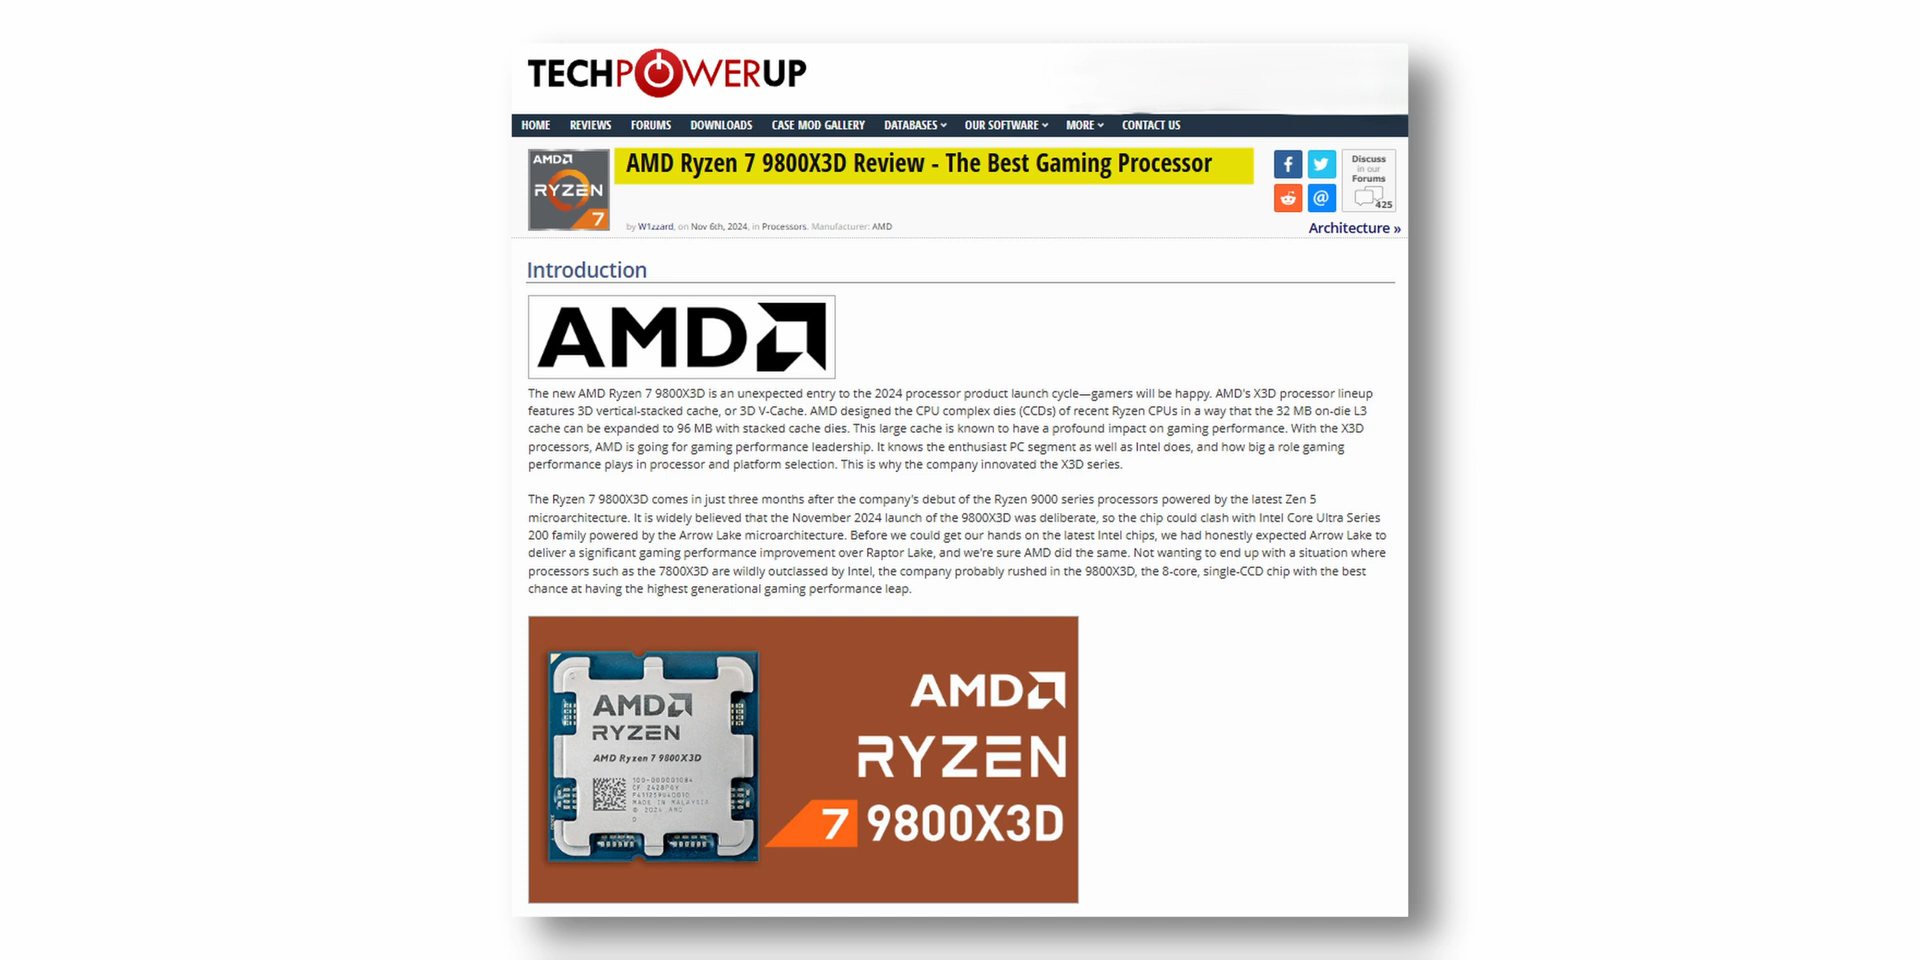 TECHPOWERUP
HOME REVIEWS FORUMS DOWNLOADS CASE MOD GALLERY DATABASES OUR SOFTWARE MORE CONTACT US
AMD
RYZEN
7
AMD Ryzen 7 9800X3D Review - The Best Gaming Processor
by W1zzard, on Nov 6th, 2024, in Processors. Manufacturer: AMD
f
@
Discuss
in our
Forums
425
Architecture »
Introduction
AMD
The new AMD Ryzen 7 9800X3D is an unexpected entry to the 2024 processor product launch cycle—gamers will be happy. AMD's X3D processor lineup
features 3D vertical-stacked cache, or 3D V-Cache. AMD designed the CPU complex dies (CCDs) of recent Ryzen CPUs in a way that the 32 MB on-die L3
cache can be expanded to 96 MB with stacked cache dies. This large cache is known to have a profound impact on gaming performance. With the X3D
processors, AMD is going for gaming performance leadership. It knows the enthusiast PC segment as well as Intel does, and how big a role gaming
performance plays in processor and platform selection. This is why the company innovated the X3D series.
The Ryzen 7 9800X3D comes in just three months after the company's debut of the Ryzen 9000 series processors powered by the latest Zen 5
microarchitecture. It is widely believed that the November 2024 launch of the 9800X3D was deliberate, so the chip could clash with Intel Core Ultra Series
200 family powered by the Arrow Lake microarchitecture. Before we could get our hands on the latest Intel chips, we had honestly expected Arrow Lake to
deliver a significant gaming performance improvement over Raptor Lake, and we're sure AMD did the same. Not wanting to end up with a situation where
processors such as the 7800X3D are wildly outclassed by Intel, the company probably rushed in the 9800X3D, the 8-core, single-CCD chip with the best
chance at having the highest generational gaming performance leap.
AMD
RYZEN
AMD Ryzen 7 9800X3D
100-000001084
MADE IN MALAYSIA
© 2024 AMD
D
AMD
RYZEN
7 9800X3D